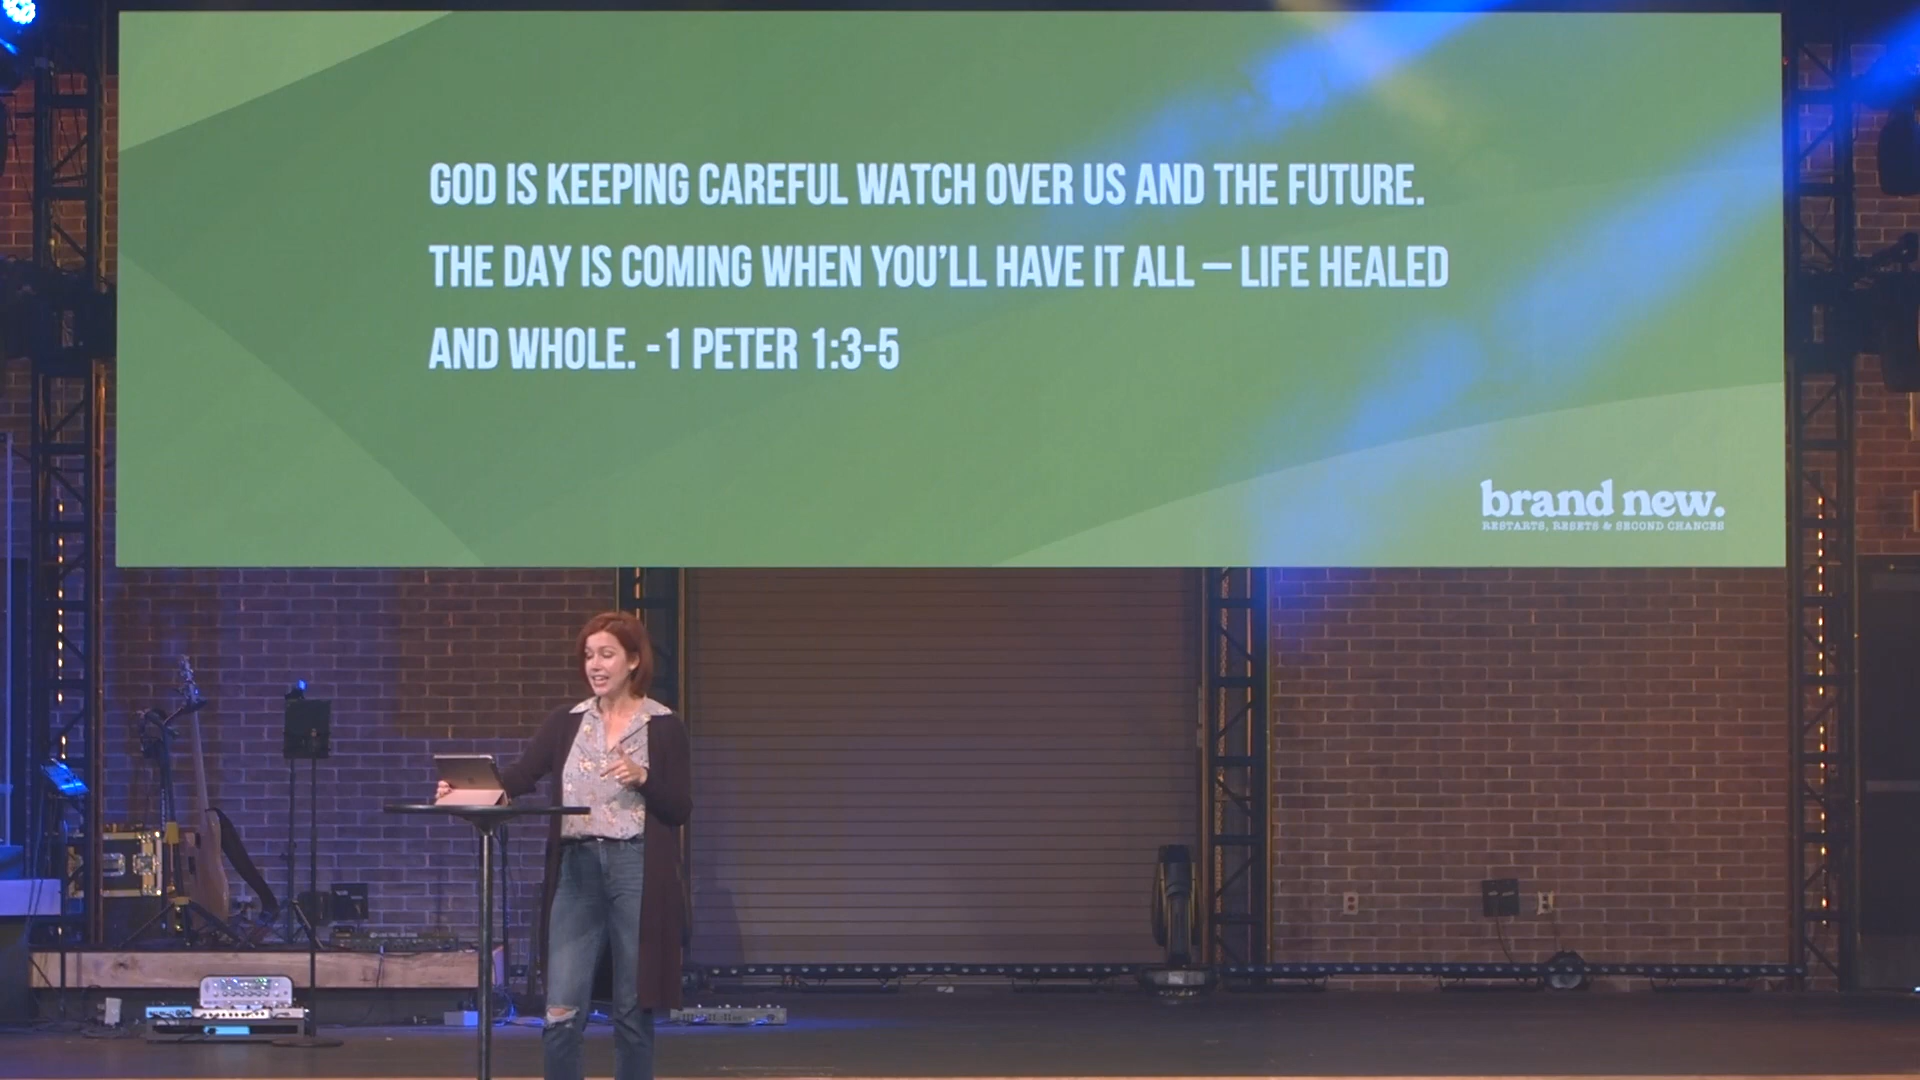 GOD IS KEEPING CAREFUL WATCH OVER US AND THE FUTURE.
THE DAY IS COMING WHEN YOU'LL HAVE IT ALL – LIFE HEALED
AND WHOLE. -1 PETER 1:3-5
brand new.
RESTARTS, RESETS & SECOND CHANCES